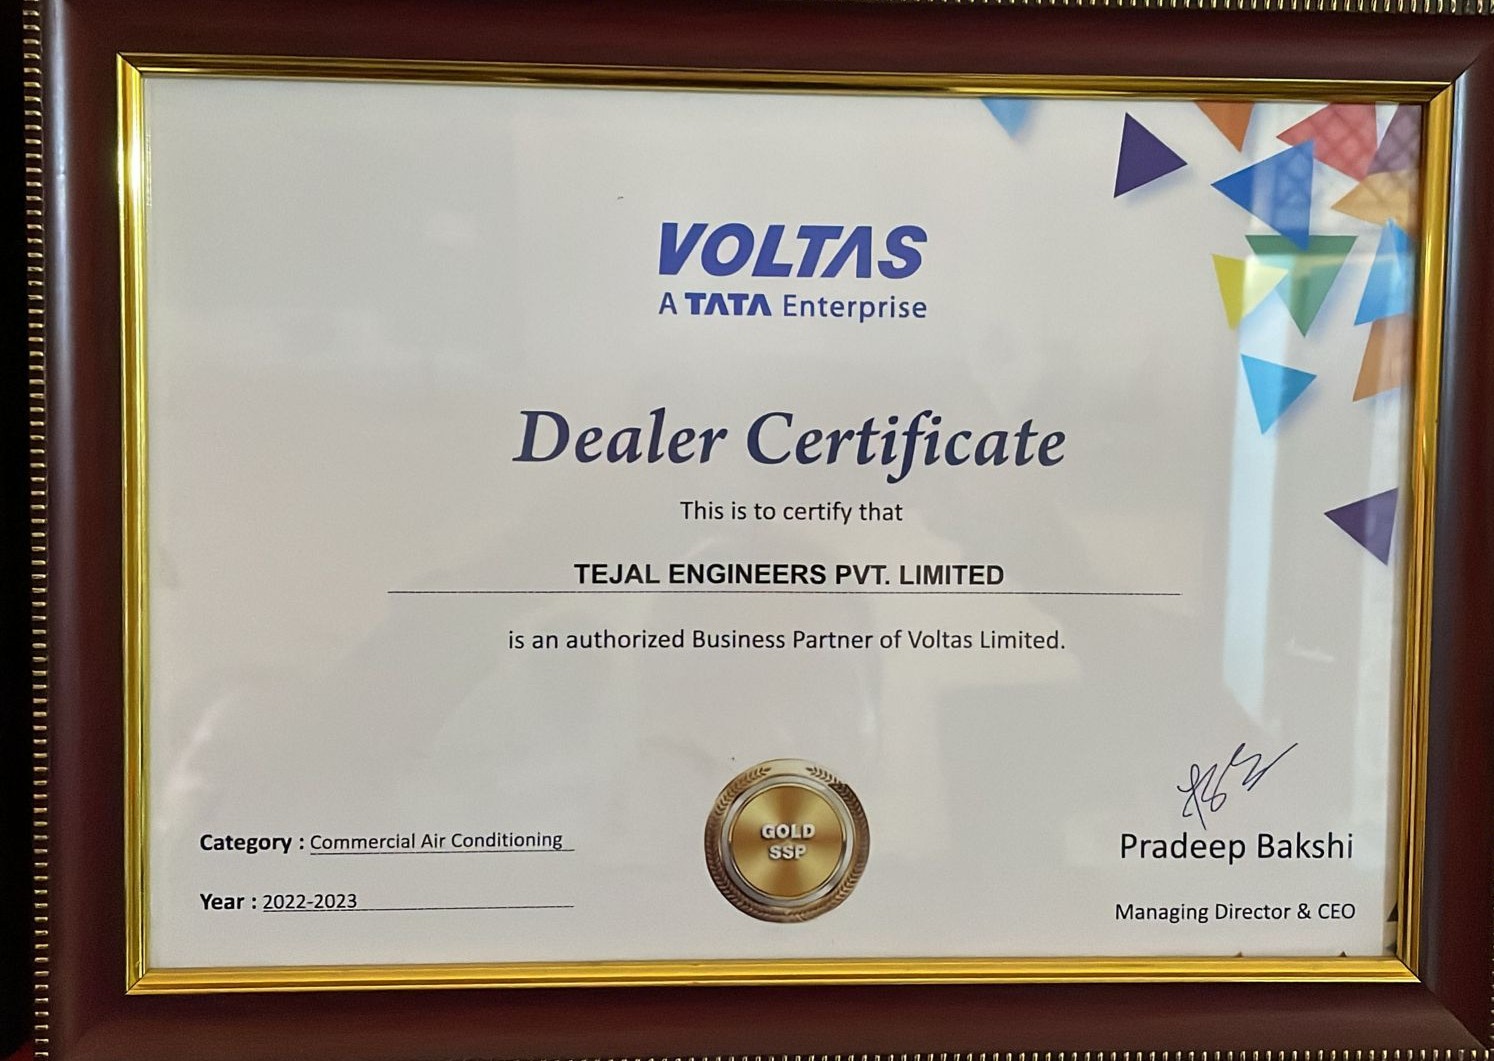 VOLTAS
A TATA Enterprise
Dealer Certificate
This is to certify that
TEJAL ENGINEERS PVT. LIMITED
is an authorized Business Partner of Voltas Limited.
GOLD
SSP
Category : Commercial Air Conditioning
Year : 2022-2023
Pradeep Bakshi
Managing Director & CEO